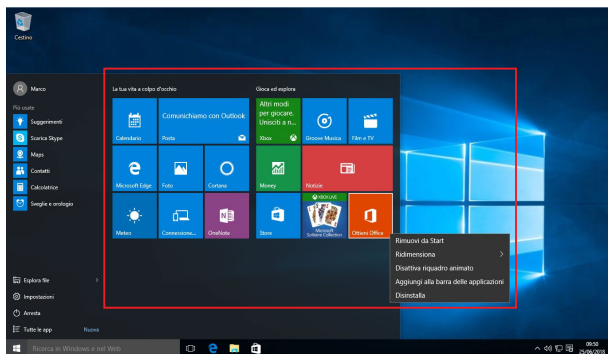 Cestino
Marco
Più usate
Suggerimenti
Scarica Skype
Maps
Contatti
Calcolatrice
Sveglie e orologio
Esplora file
Impostazioni
Arresta
Tutte le app Nuova
La tua vita a colpo d'occhio
Calendario
Comunichiamo con Outlook
Posta
Microsoft Edge
Foto
Cortana
Meteo
Connessione...
OneNote
Gioca ed esplora
Altri modi
per giocare.
Unisciti a n...
Xbox
Groove Musica
Film e TV
Money
Notizie
Store
XBOX LIVE
Microsoft
Solitaire Collection
Ottieni Office
Rimuovi da Start
Ridimensiona
Disattiva riquadro animato
Aggiungi alla barra delle applicazioni
Disinstalla
Ricerca in Windows e nel Web
09:50
25/06/2018